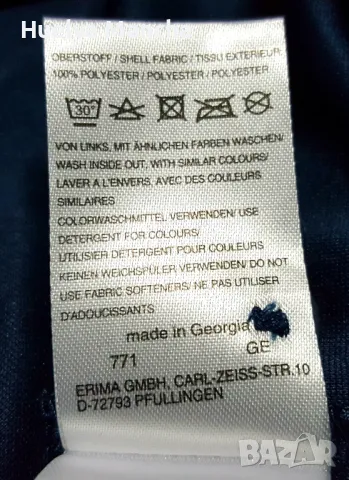 OBERSTOFF / SHELL FABRIC / TISSU EXTERIEUR
100% POLYESTER / POLYESTER / POLYESTER
30°
VON LINKS, MIT ÄHNLICHEN FARBEN WASCHEN/
WASH INSIDE OUT, WITH SIMILAR COLOURS/
LAVER A L'ENVERS, AVEC DES COULEURS
SIMILAIRES
COLORWASCHMITTEL VERWENDEN/ USE
DETERGENT FOR COLOURS/
UTILISIER DETERGENT POUR COULEURS
KEINEN WEICHSPÜLER VERWENDEN/ DO NOT
USE FABRIC SOFTENERS/ NE PAS UTILISER
D'ADOUCISSANTS
made in Georgia
771 GE
ERIMA GMBH, CARL-ZEISS-STR.10
D-72793 PFULLINGEN
bazar